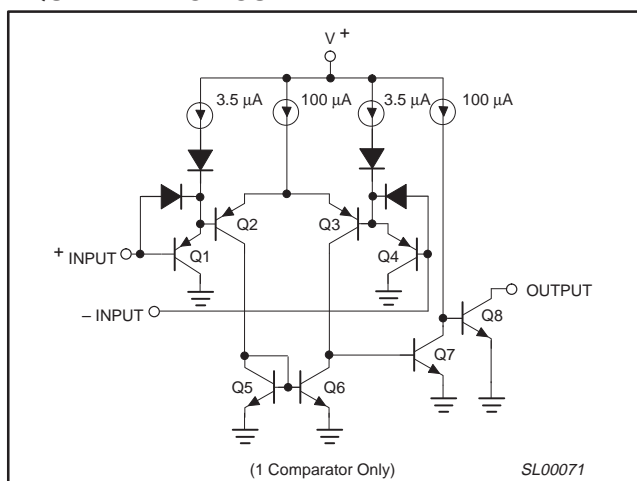 V +
3.5 µA
100 µA
3.5 µA
100 µA
Q2
Q3
+ INPUT
Q1
Q4
– INPUT
OUTPUT
Q8
Q7
Q5
Q6
(1 Comparator Only)
SL00071